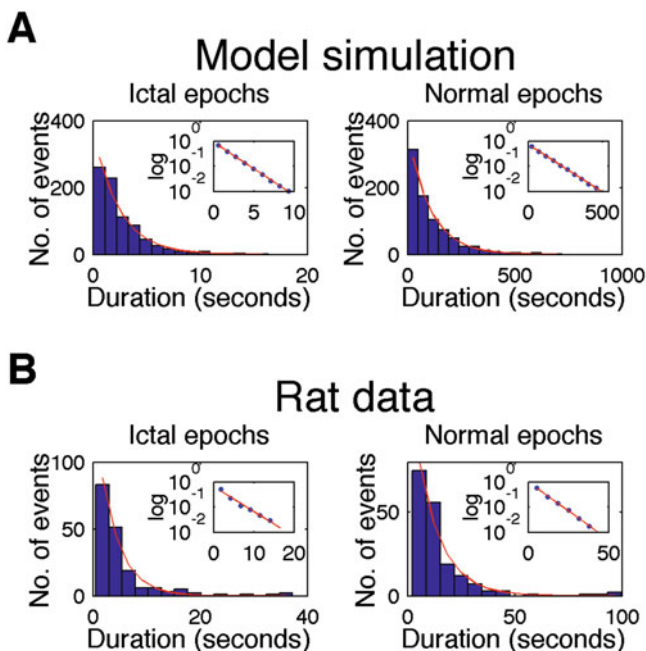 A
Model simulation
Ictal epochs
Normal epochs
No. of events
400
200
0
0 10 20
Duration (seconds)
log
10 0
10 -1
10 -2
0 5 10
No. of events
400
200
0
0 500 1000
Duration (seconds)
log
10 0
10 -1
10 -2
0 500
B
Rat data
Ictal epochs
Normal epochs
No. of events
100
50
0
0 20 40
Duration (seconds)
log
10 0
10 -1
10 -2
0 10 20
No. of events
50
0
0 50 100
Duration (seconds)
log
10 0
10 -1
10 -2
0 50